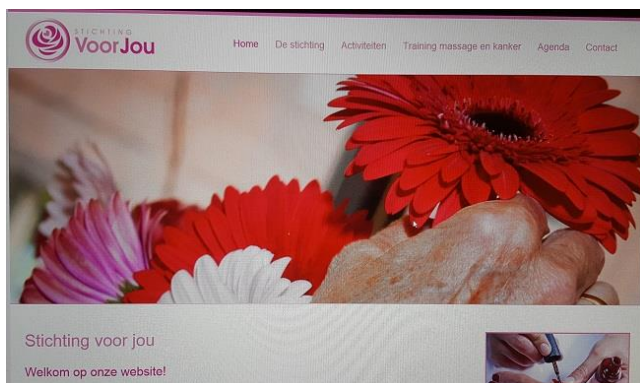 STICHTING
VoorJou
Home De stichting Activiteiten Training massage en kanker Agenda Contact
Stichting voor jou
Welkom op onze website!